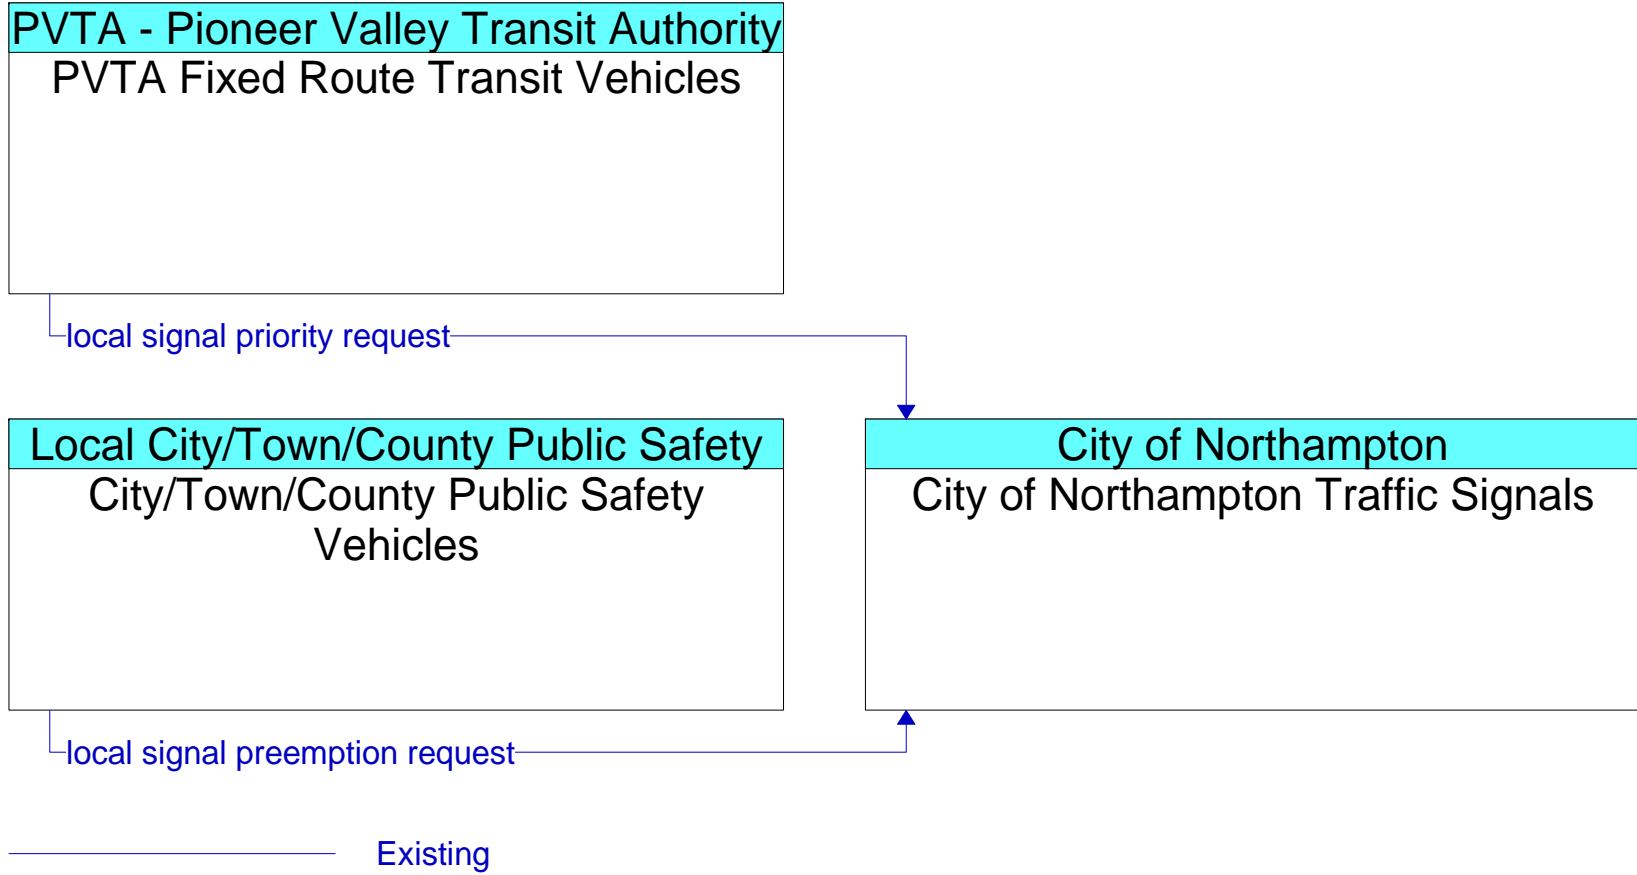 PVTA - Pioneer Valley Transit Authority
PVTA Fixed Route Transit Vehicles
local signal priority request
Local City/Town/County Public Safety
City/Town/County Public Safety
Vehicles
City of Northampton
City of Northampton Traffic Signals
local signal preemption request
Existing